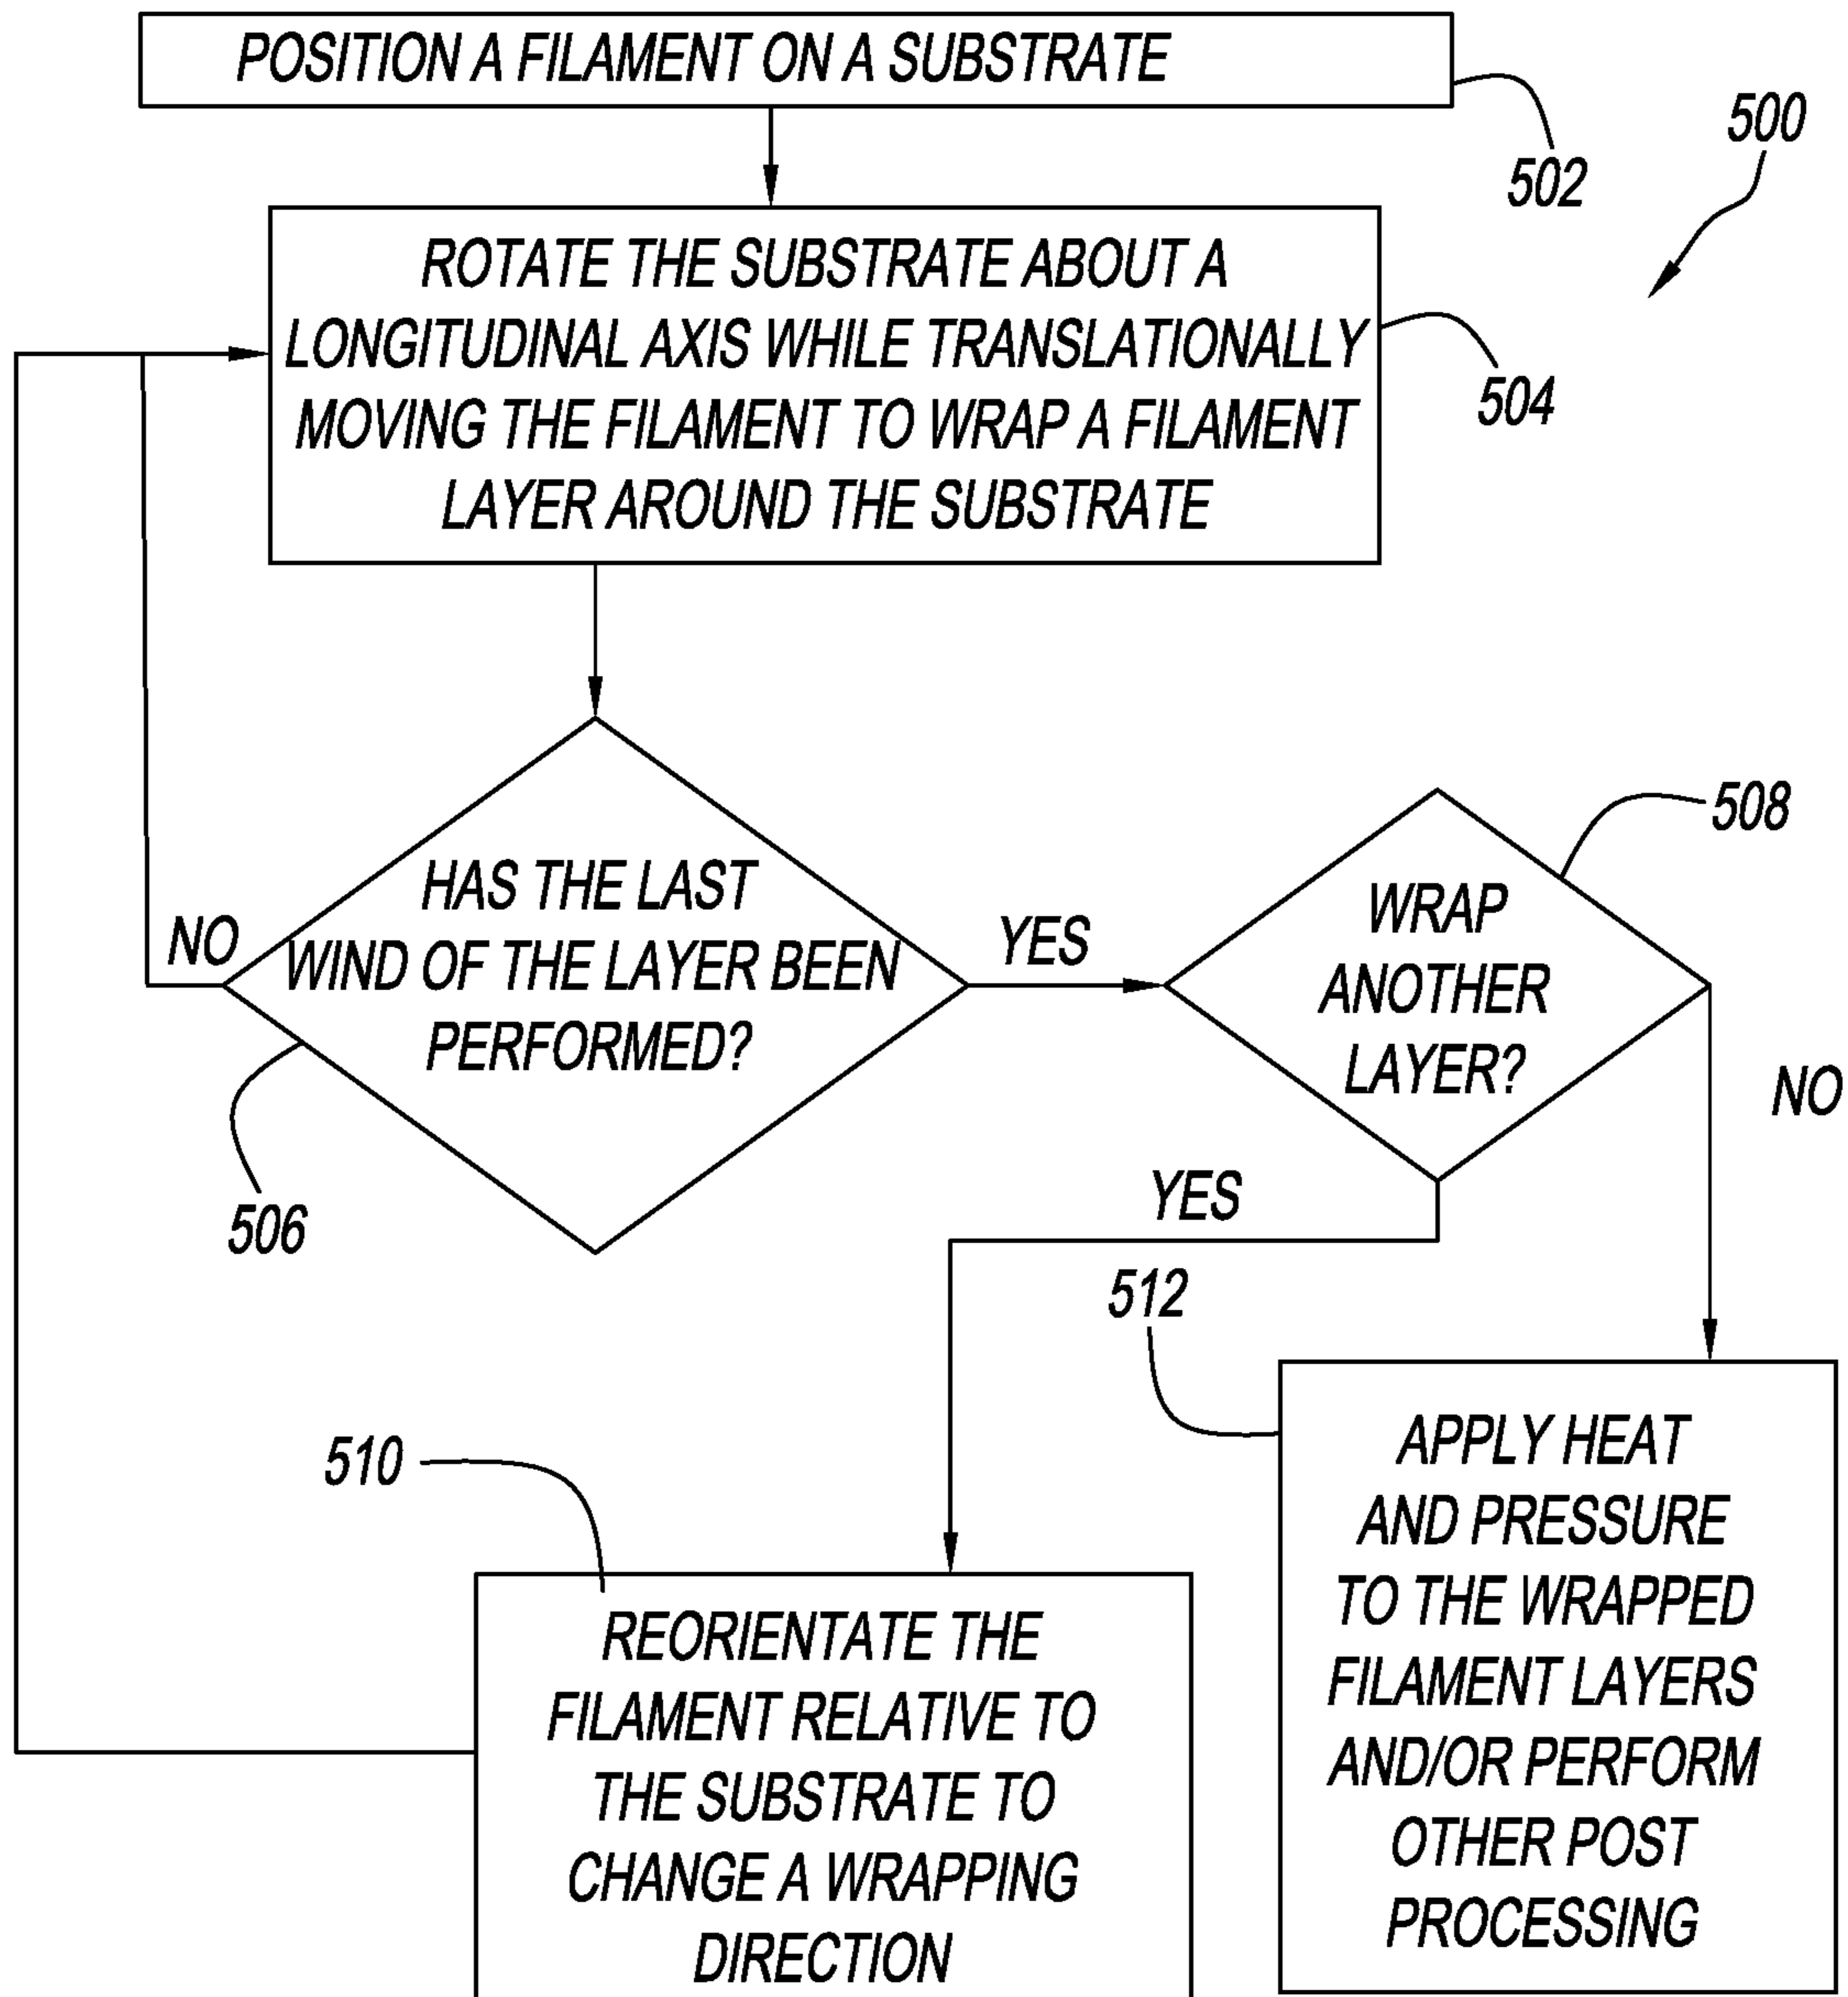 POSITION A FILAMENT ON A SUBSTRATE
502
500
ROTATE THE SUBSTRATE ABOUT A
LONGITUDINAL AXIS WHILE TRANSLATIONALLY
MOVING THE FILAMENT TO WRAP A FILAMENT
LAYER AROUND THE SUBSTRATE
504
HAS THE LAST
WIND OF THE LAYER BEEN
PERFORMED?
NO
YES
506
508
WRAP
ANOTHER
LAYER?
NO
YES
512
510
REORIENTATE THE
FILAMENT RELATIVE TO
THE SUBSTRATE TO
CHANGE A WRAPPING
DIRECTION
APPLY HEAT
AND PRESSURE
TO THE WRAPPED
FILAMENT LAYERS
AND/OR PERFORM
OTHER POST
PROCESSING